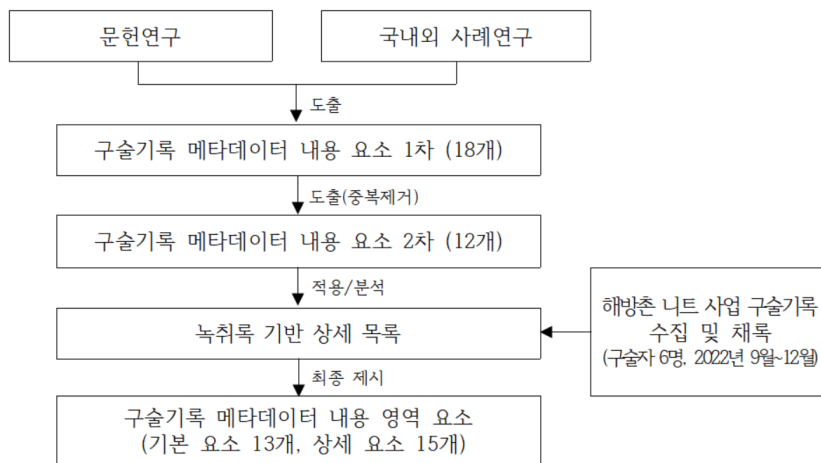 문헌연구
국내외 사례연구
도출
구술기록 메타데이터 내용 요소 1차 (18개)
도출(중복제거)
구술기록 메타데이터 내용 요소 2차 (12개)
적용/분석
녹취록 기반 상세 목록
해방촌 니트 사업 구술기록
수집 및 채록
(구술자 6명, 2022년 9월~12월)
최종 제시
구술기록 메타데이터 내용 영역 요소
(기본 요소 13개, 상세 요소 15개)